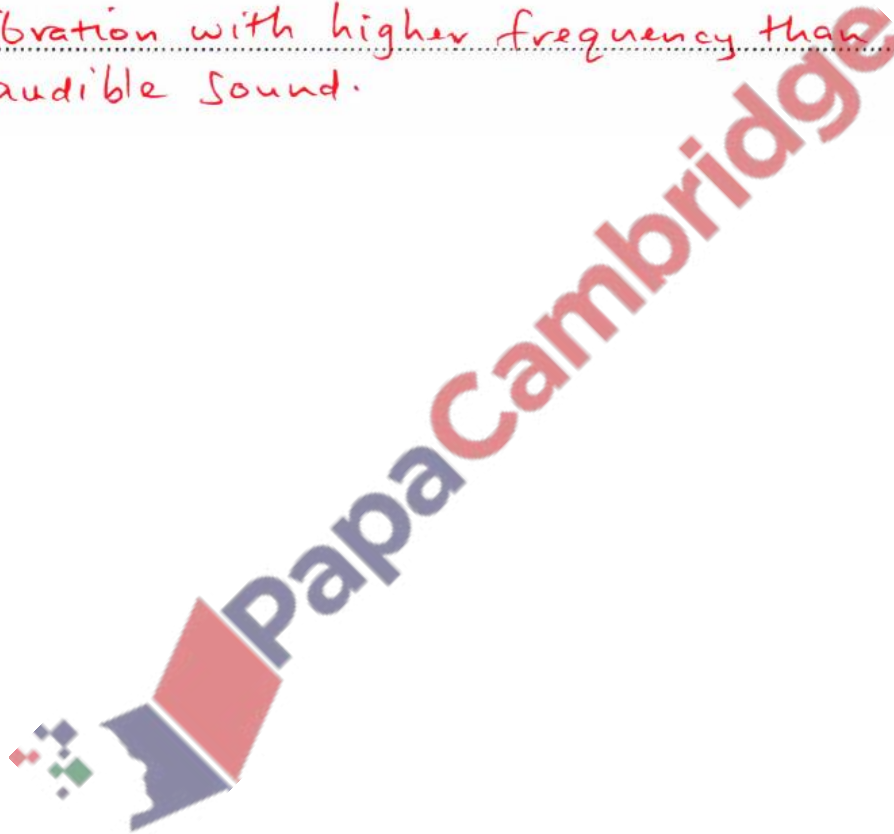 bration with higher frequency than
audible sound.
PapaCambridge